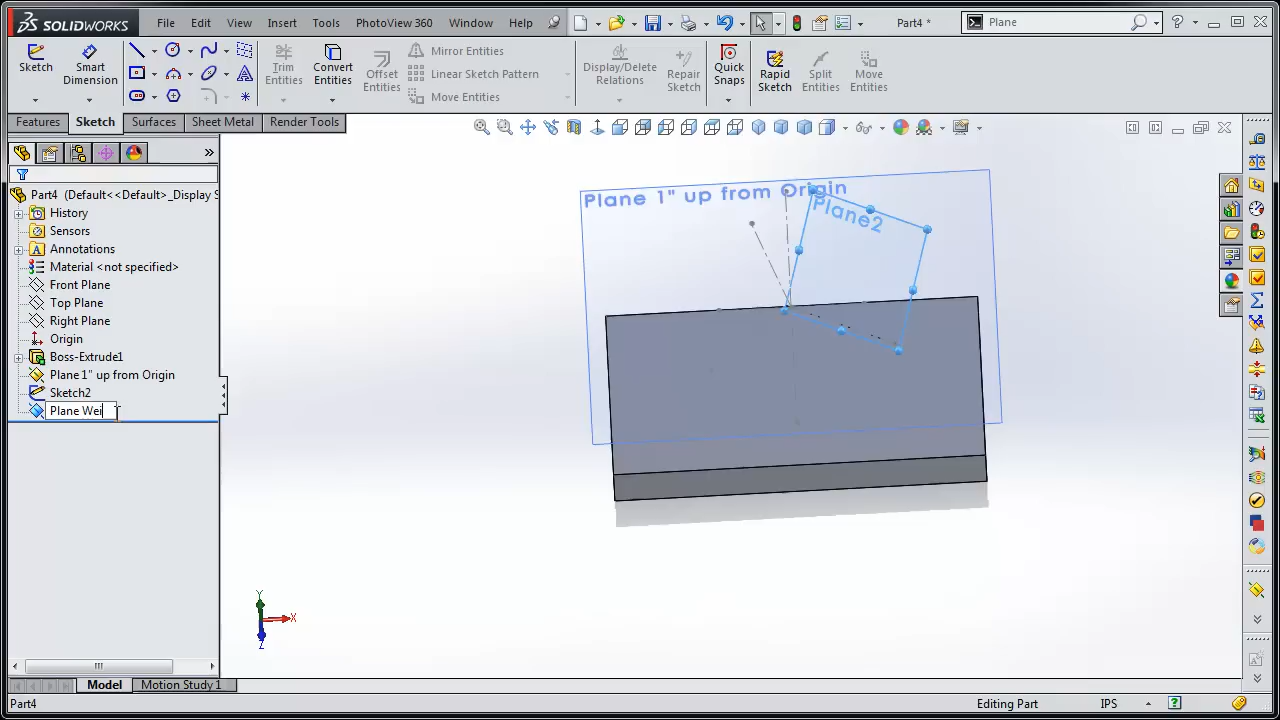 SOLIDWORKS File Edit View Insert Tools PhotoView 360 Window Help Part4 * Plane
Sketch Smart Dimension Trim Entities Convert Entities Offset Entities Mirror Entities Linear Sketch Pattern Move Entities Display/Delete Relations Repair Sketch Quick Snaps Rapid Sketch Split Entities Move Entities
Features Sketch Surfaces Sheet Metal Render Tools
Part4 (Default<<Default>_Display S
History
Sensors
Annotations
Material <not specified>
Front Plane
Top Plane
Right Plane
Origin
Boss-Extrude1
Plane 1" up from Origin
Sketch2
Plane Wei
Plane 1" up from Origin
Plane2
Y
X
Z
Model Motion Study 1
Part4 Editing Part IPS